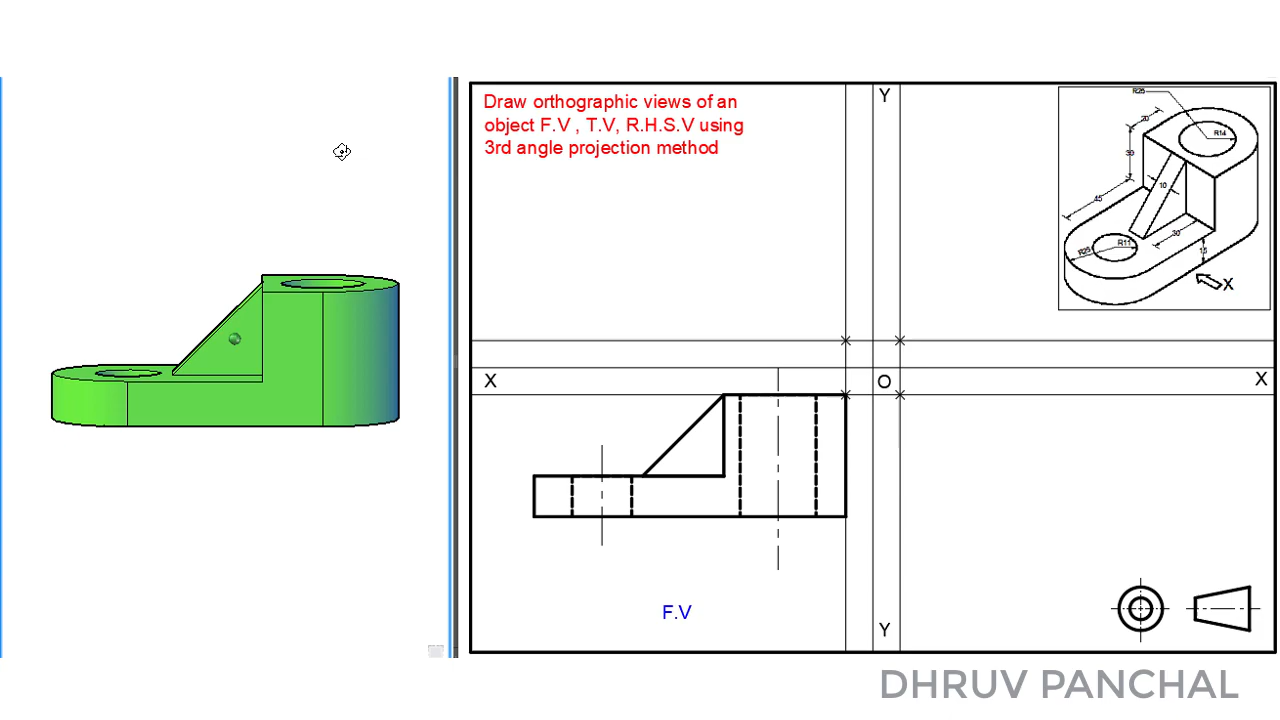 Draw orthographic views of an
object F.V , T.V, R.H.S.V using
3rd angle projection method
Y
R25
20
R14
30
10
45
30
R25
R11
15
X
X
O
X
F.V
Y
DHRUV PANCHAL